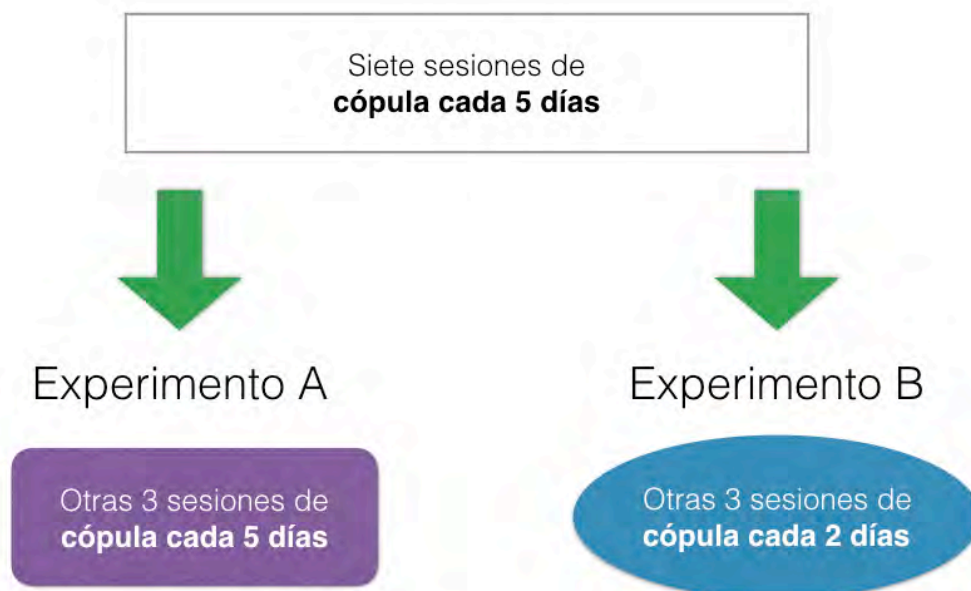 Siete sesiones de
cópula cada 5 días
Experimento A
Experimento B
Otras 3 sesiones de
cópula cada 5 días
Otras 3 sesiones de
cópula cada 2 días